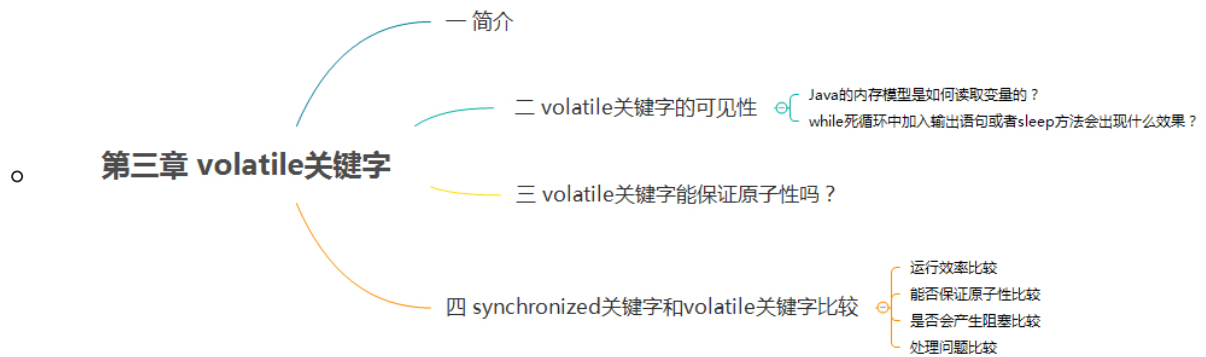 一 简介
二 volatile关键字的可见性
Java的内存模型是如何读取变量的？
while死循环中加入输出语句或者sleep方法会出现什么效果？
第三章 volatile关键字
三 volatile关键字能保证原子性吗？
四 synchronized关键字和volatile关键字比较
运行效率比较
能否保证原子性比较
是否会产生阻塞比较
处理问题比较